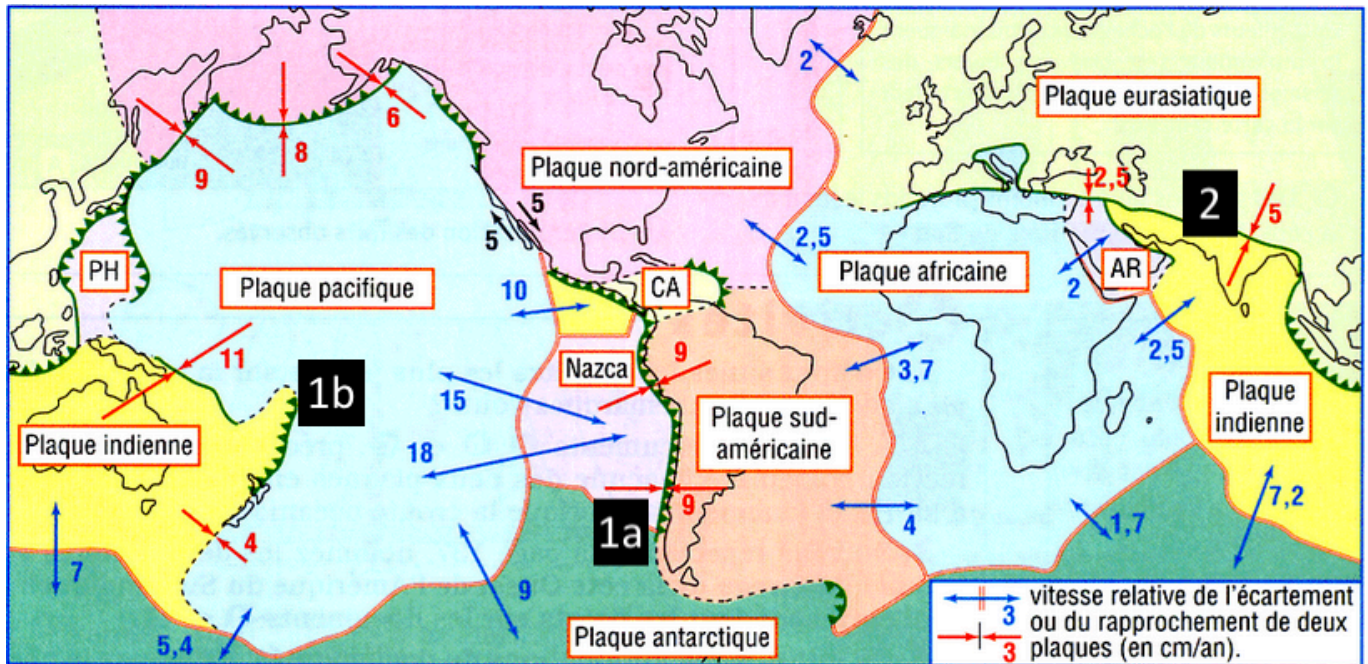 2
Plaque eurasiatique
6
8
9
Plaque nord-américaine
2,5
2
5
5
5
2,5
PH
Plaque pacifique
10
CA
Plaque africaine
AR
2
11
Nazca
9
3,7
2,5
1b
15
Plaque indienne
18
Plaque sud-
américaine
Plaque
indienne
1a
9
4
7,2
1,7
4
7
9
5,4
Plaque antarctique
3
vitesse relative de l'écartement
ou du rapprochement de deux
plaques (en cm/an).
3